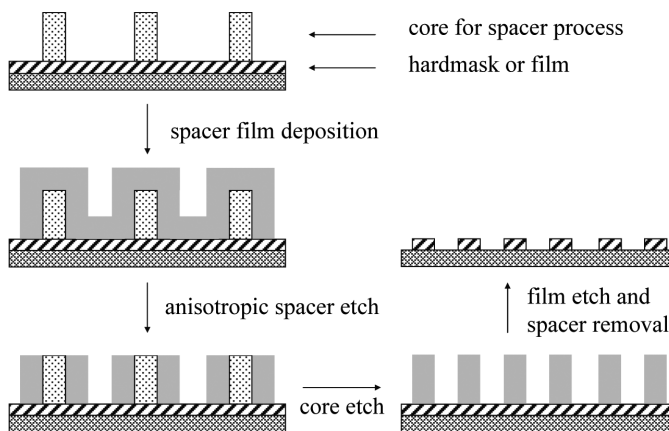 core for spacer process
hardmask or film
spacer film deposition
anisotropic spacer etch
core etch
film etch and
spacer removal